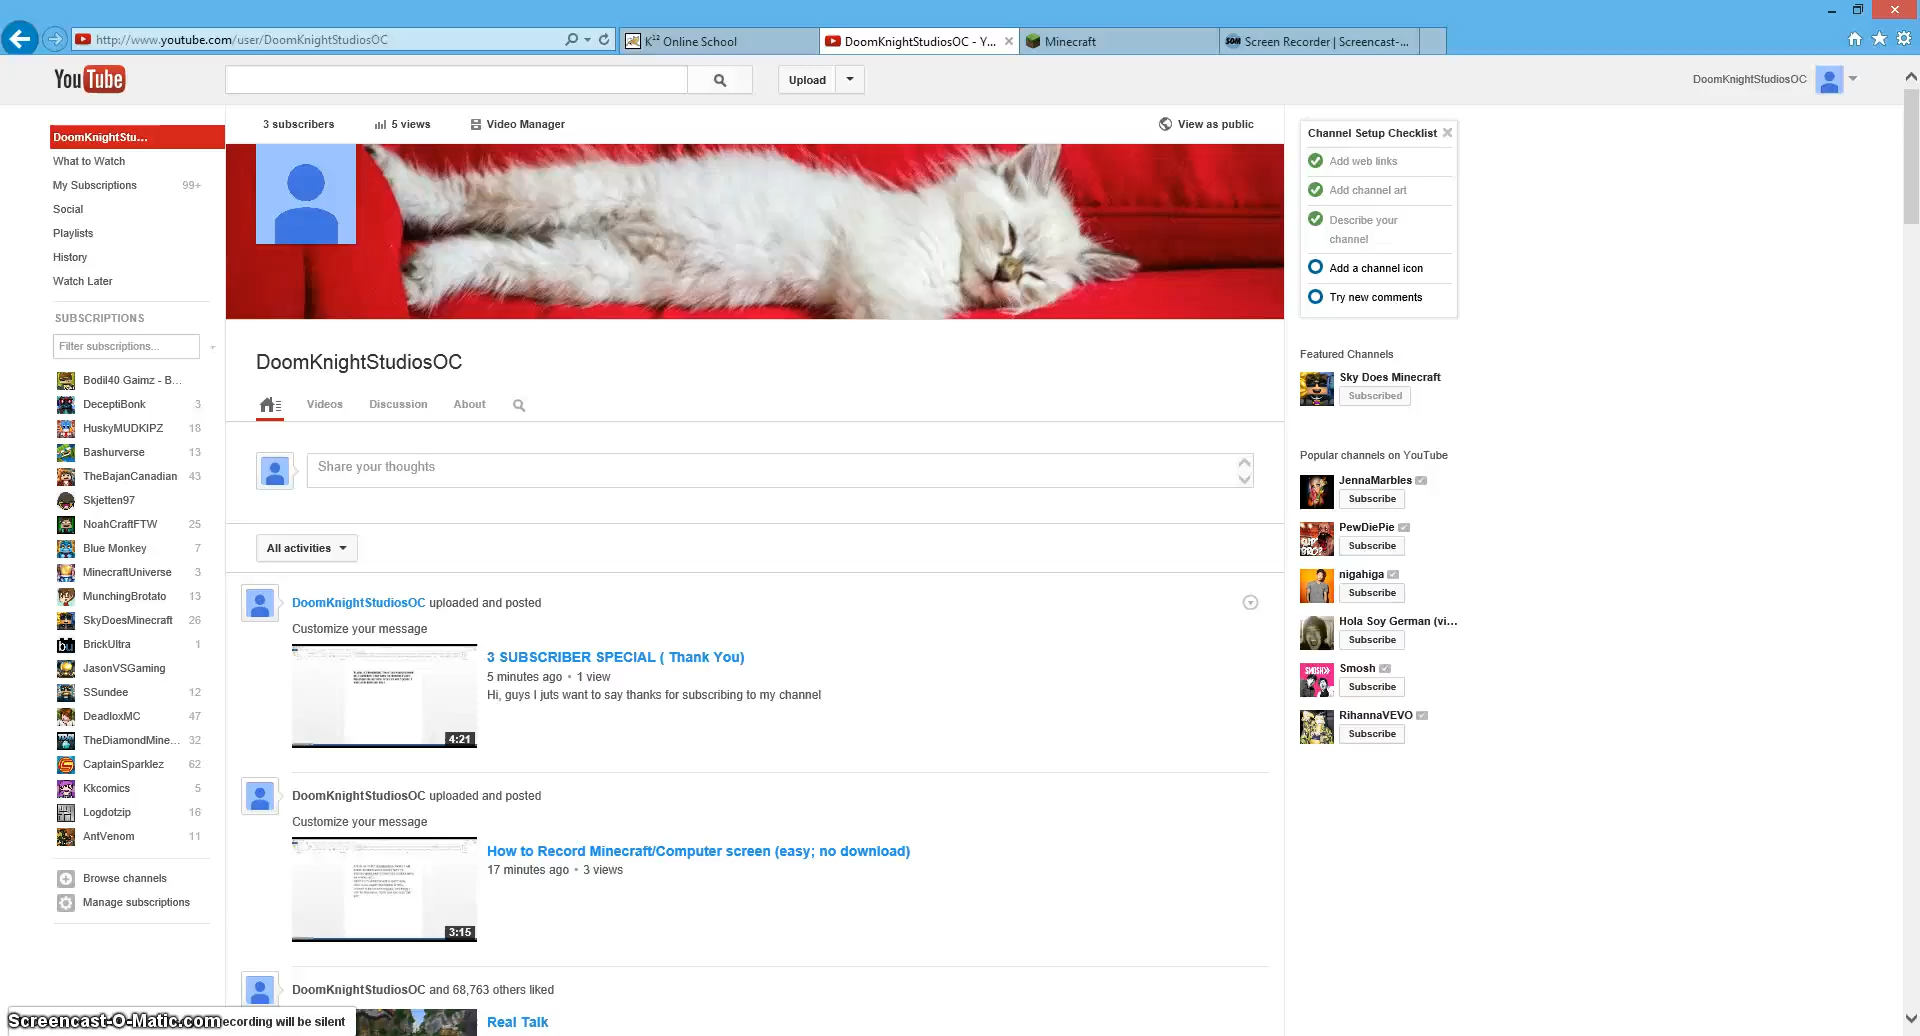 http://www.youtube.com/user/DoomKnightStudiosOC
K12 Online School
DoomKnightStudiosOC - Y...
Minecraft
SOM Screen Recorder | Screencast-...
YouTube
Upload
DoomKnightStudiosOC
DoomKnightStu...
What to Watch
My Subscriptions 99+
Social
Playlists
History
Watch Later
SUBSCRIPTIONS
Filter subscriptions...
Bodil40 Gaimz - B...
DeceptiBonk 3
HuskyMUDKIPZ 18
Bashurverse 13
TheBajanCanadian 43
Skjetten97
NoahCraftFTW 25
Blue Monkey 7
MinecraftUniverse 3
MunchingBrotato 13
SkyDoesMinecraft 26
BrickUltra 1
JasonVSGaming
SSundee 12
DeadloxMC 47
TheDiamondMine... 32
CaptainSparklez 62
Kkcomics 5
Logdotzip 16
AntVenom 11
Browse channels
Manage subscriptions
3 subscribers 5 views Video Manager View as public
DoomKnightStudiosOC
Videos Discussion About
Share your thoughts
All activities
DoomKnightStudiosOC uploaded and posted
Customize your message
3 SUBSCRIBER SPECIAL ( Thank You)
5 minutes ago • 1 view
Hi, guys I juts want to say thanks for subscribing to my channel
4:21
DoomKnightStudiosOC uploaded and posted
Customize your message
How to Record Minecraft/Computer screen (easy; no download)
17 minutes ago • 3 views
3:15
DoomKnightStudiosOC and 68,763 others liked
Real Talk
Channel Setup Checklist
Add web links
Add channel art
Describe your
channel
Add a channel icon
Try new comments
Featured Channels
Sky Does Minecraft
Subscribed
Popular channels on YouTube
JennaMarbles
Subscribe
PewDiePie
Subscribe
nigahiga
Subscribe
Hola Soy German (vi...
Subscribe
SMOSH
Smosh
Subscribe
RihannaVEVO
Subscribe
Screencast-O-Matic.com ecording will be silent